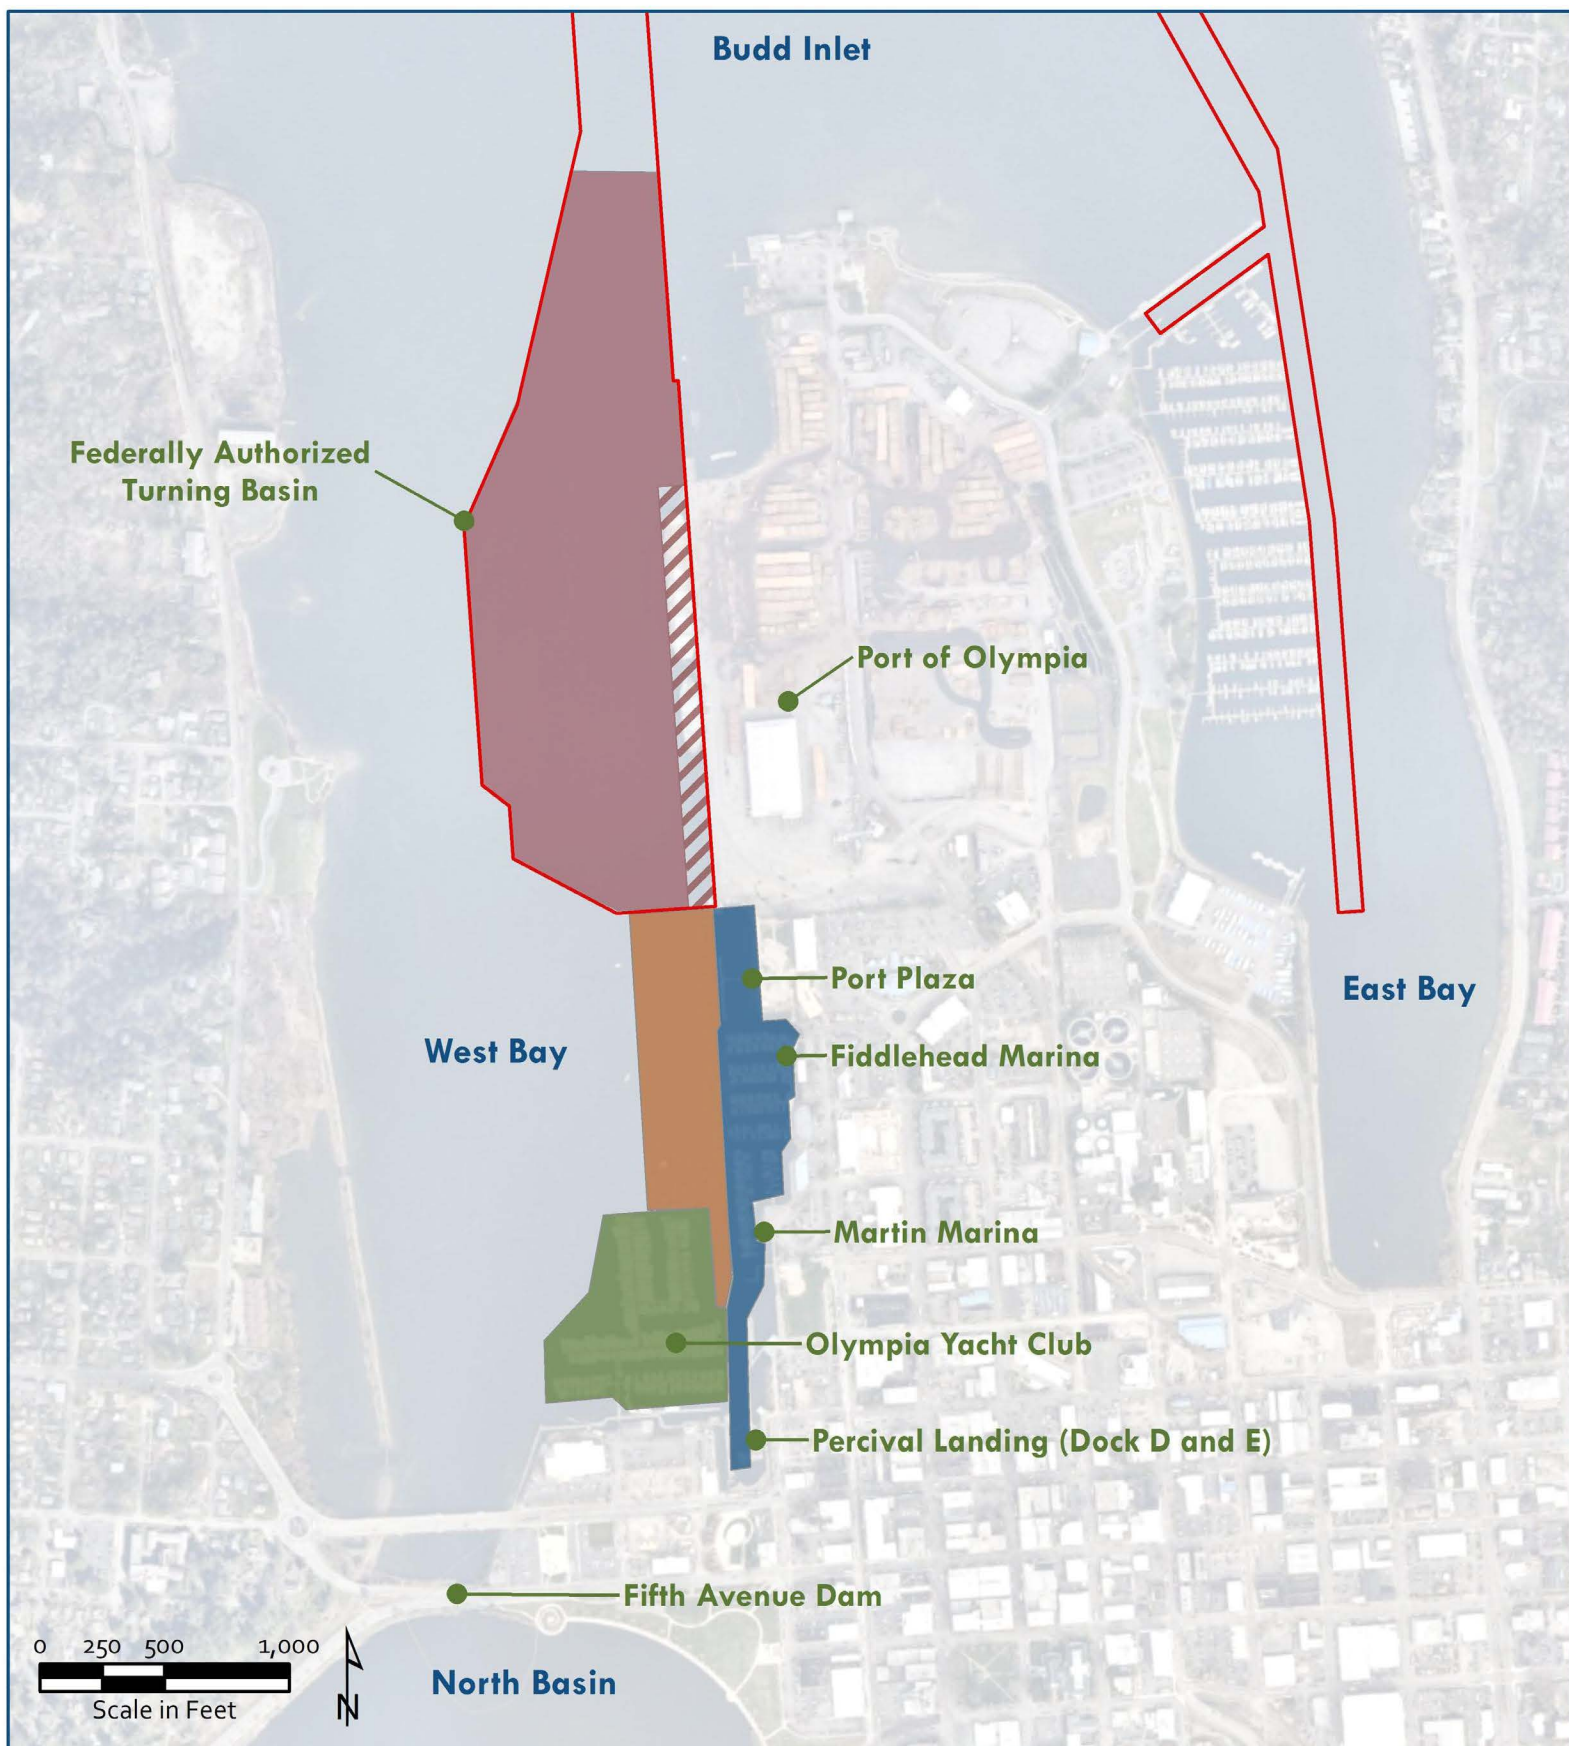 Budd Inlet
Federally Authorized
Turning Basin
Port of Olympia
Port Plaza
East Bay
West Bay
Fiddlehead Marina
Martin Marina
Olympia Yacht Club
Percival Landing (Dock D and E)
Fifth Avenue Dam
0 250 500 1,000
Scale in Feet
N
North Basin